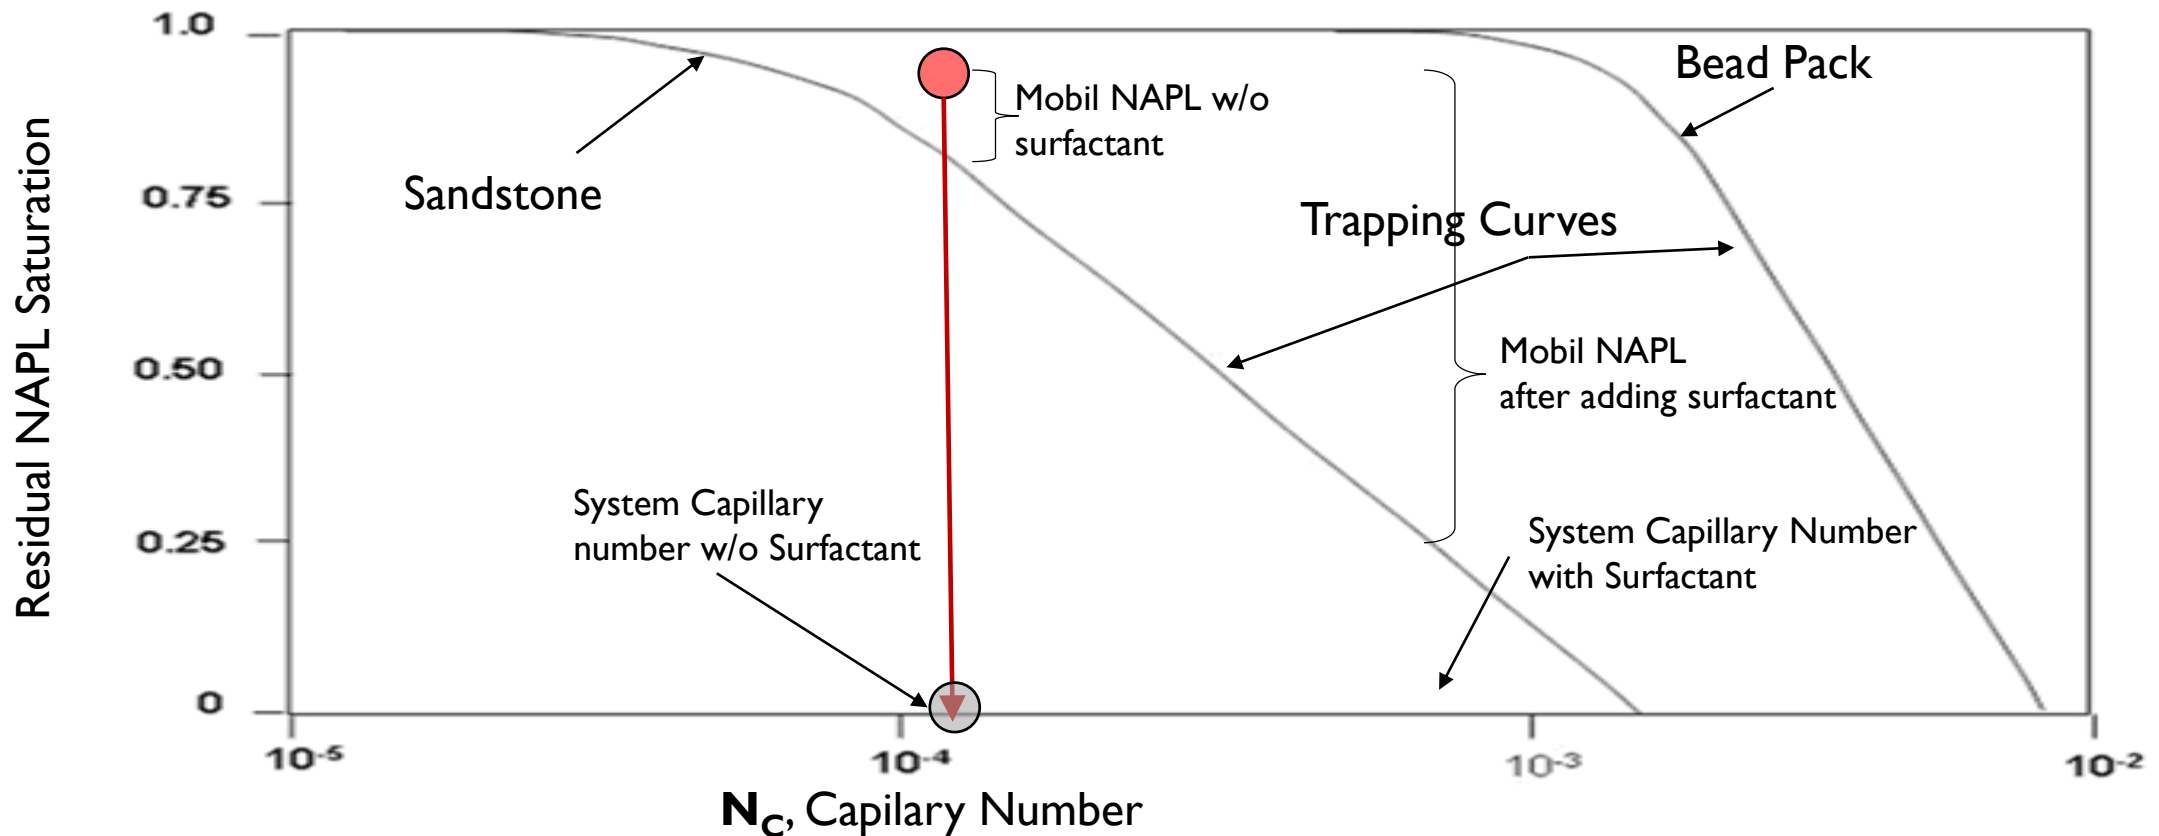 1.0
Bead Pack
Mobil NAPL w/o
surfactant
Residual NAPL Saturation
0.75
Sandstone
Trapping Curves
0.50
Mobil NAPL
after adding surfactant
System Capillary
number w/o Surfactant
0.25
System Capillary Number
with Surfactant
0
10⁻⁵
10⁻⁴
10⁻³
10⁻²
N_C, Capilary Number